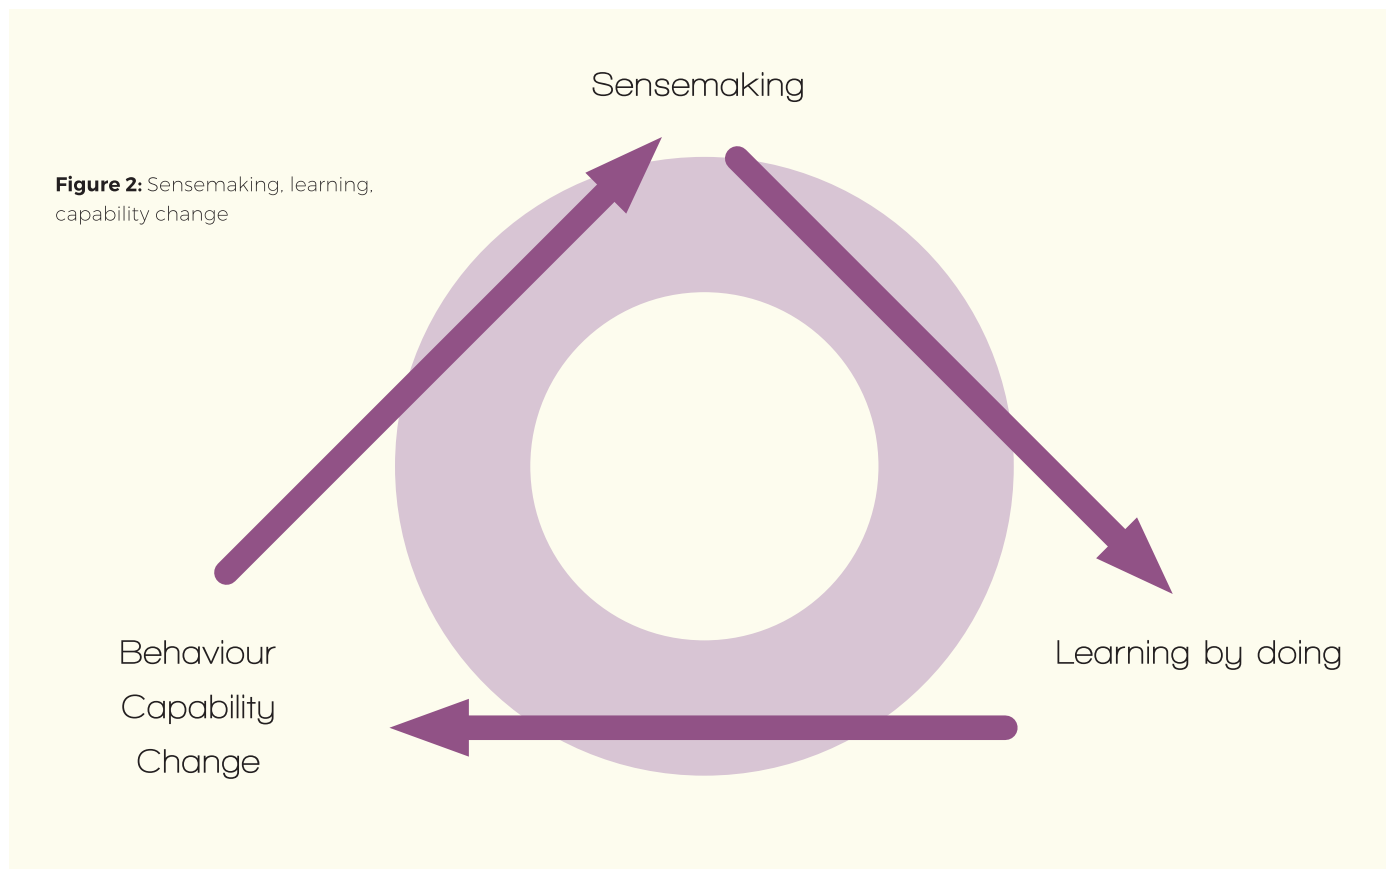 Sensemaking
Figure 2: Sensemaking, learning,
capability change
Behaviour
Capability
Change
Learning by doing